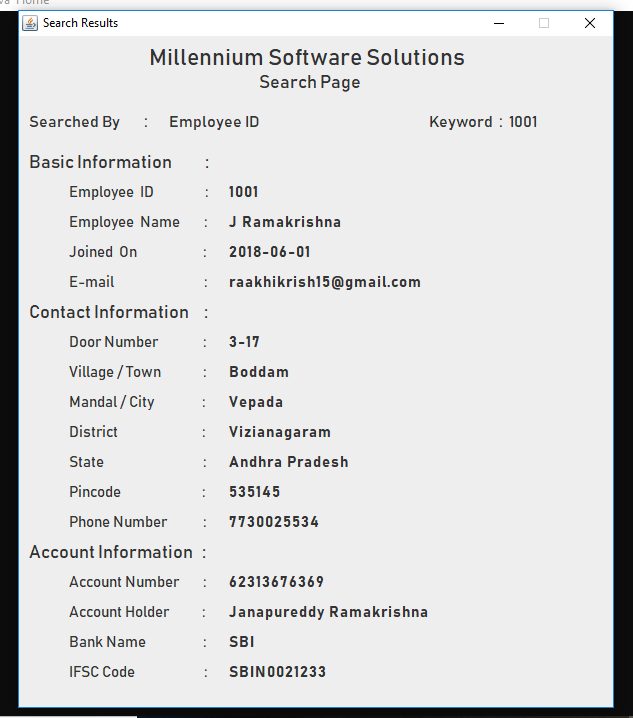 Search Results
Millennium Software Solutions
Search Page
Searched By : Employee ID Keyword : 1001
Basic Information :
Employee ID : 1001
Employee Name : J Ramakrishna
Joined On : 2018-06-01
E-mail : raakhikrish15@gmail.com
Contact Information :
Door Number : 3-17
Village / Town : Boddam
Mandal / City : Vepada
District : Vizianagaram
State : Andhra Pradesh
Pincode : 535145
Phone Number : 7730025534
Account Information :
Account Number : 62313676369
Account Holder : Janapureddy Ramakrishna
Bank Name : SBI
IFSC Code : SBIN0021233